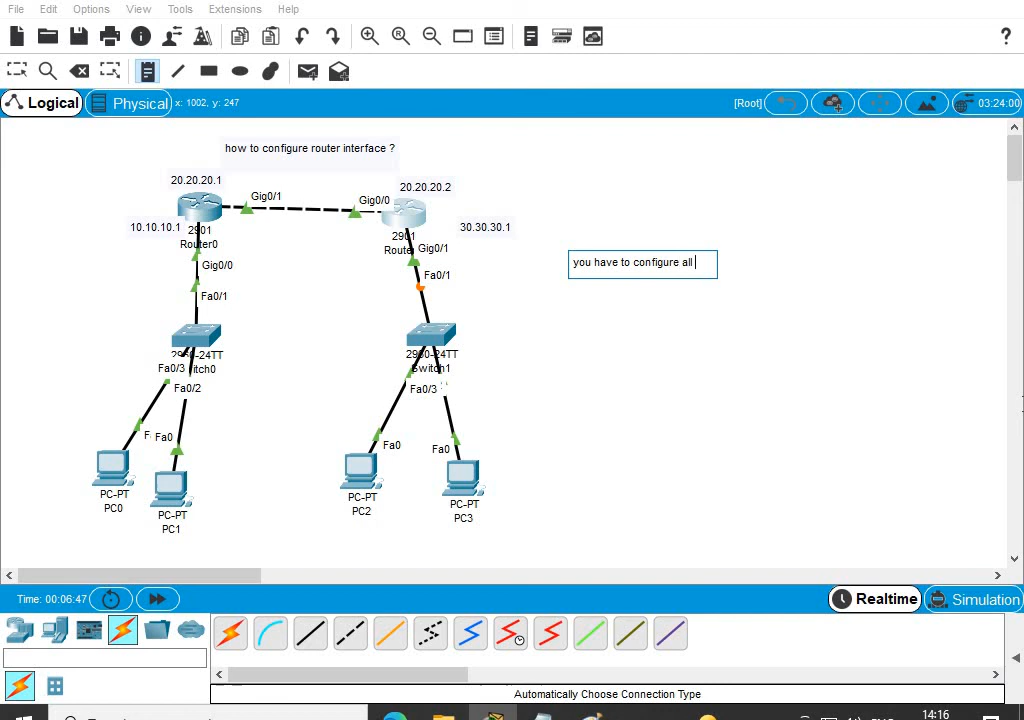 File Edit Options View Tools Extensions Help
?
Logical Physical x: 1002, y: 247 [Root] 03:24:00
how to configure router interface ?
20.20.20.1
20.20.20.2
Gig0/1 Gig0/0
10.10.10.1 2901 30.30.30.1
Router0
Gig0/1
you have to configure all
Gig0/0
Fa0/1
Fa0/1
2960-24TT
Fa0/3
Fa0/2
Fa0
2960-24TT
Switch1
Fa0/3
Fa0
Fa0
PC-PT
PC0
PC-PT
PC1
PC-PT
PC2
PC-PT
PC3
Time: 00:06:47 Realtime Simulation
Automatically Choose Connection Type
14:16